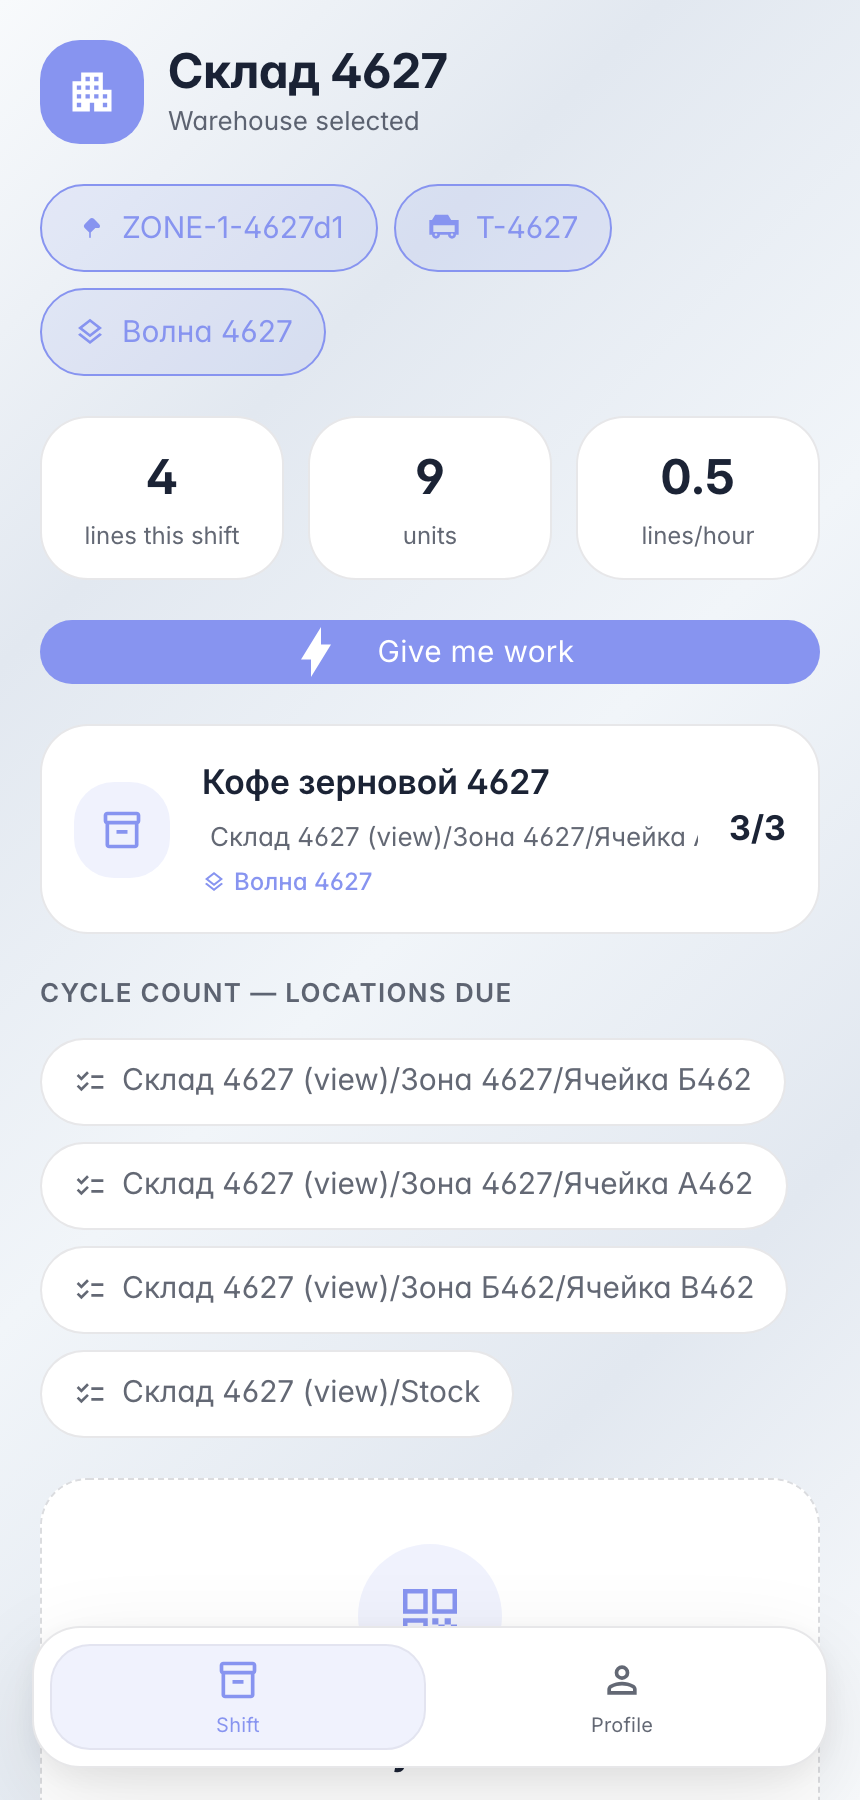 Склад 4627
Warehouse selected
ZONE-1-4627d1
T-4627
Волна 4627
4
lines this shift
9
units
0.5
lines/hour
Give me work
Кофе зерновой 4627
Склад 4627 (view)/Зона 4627/Ячейка
3/3
Волна 4627
CYCLE COUNT — LOCATIONS DUE
Склад 4627 (view)/Зона 4627/Ячейка Б462
Склад 4627 (view)/Зона 4627/Ячейка А462
Склад 4627 (view)/Зона Б462/Ячейка В462
Склад 4627 (view)/Stock
Shift
Profile